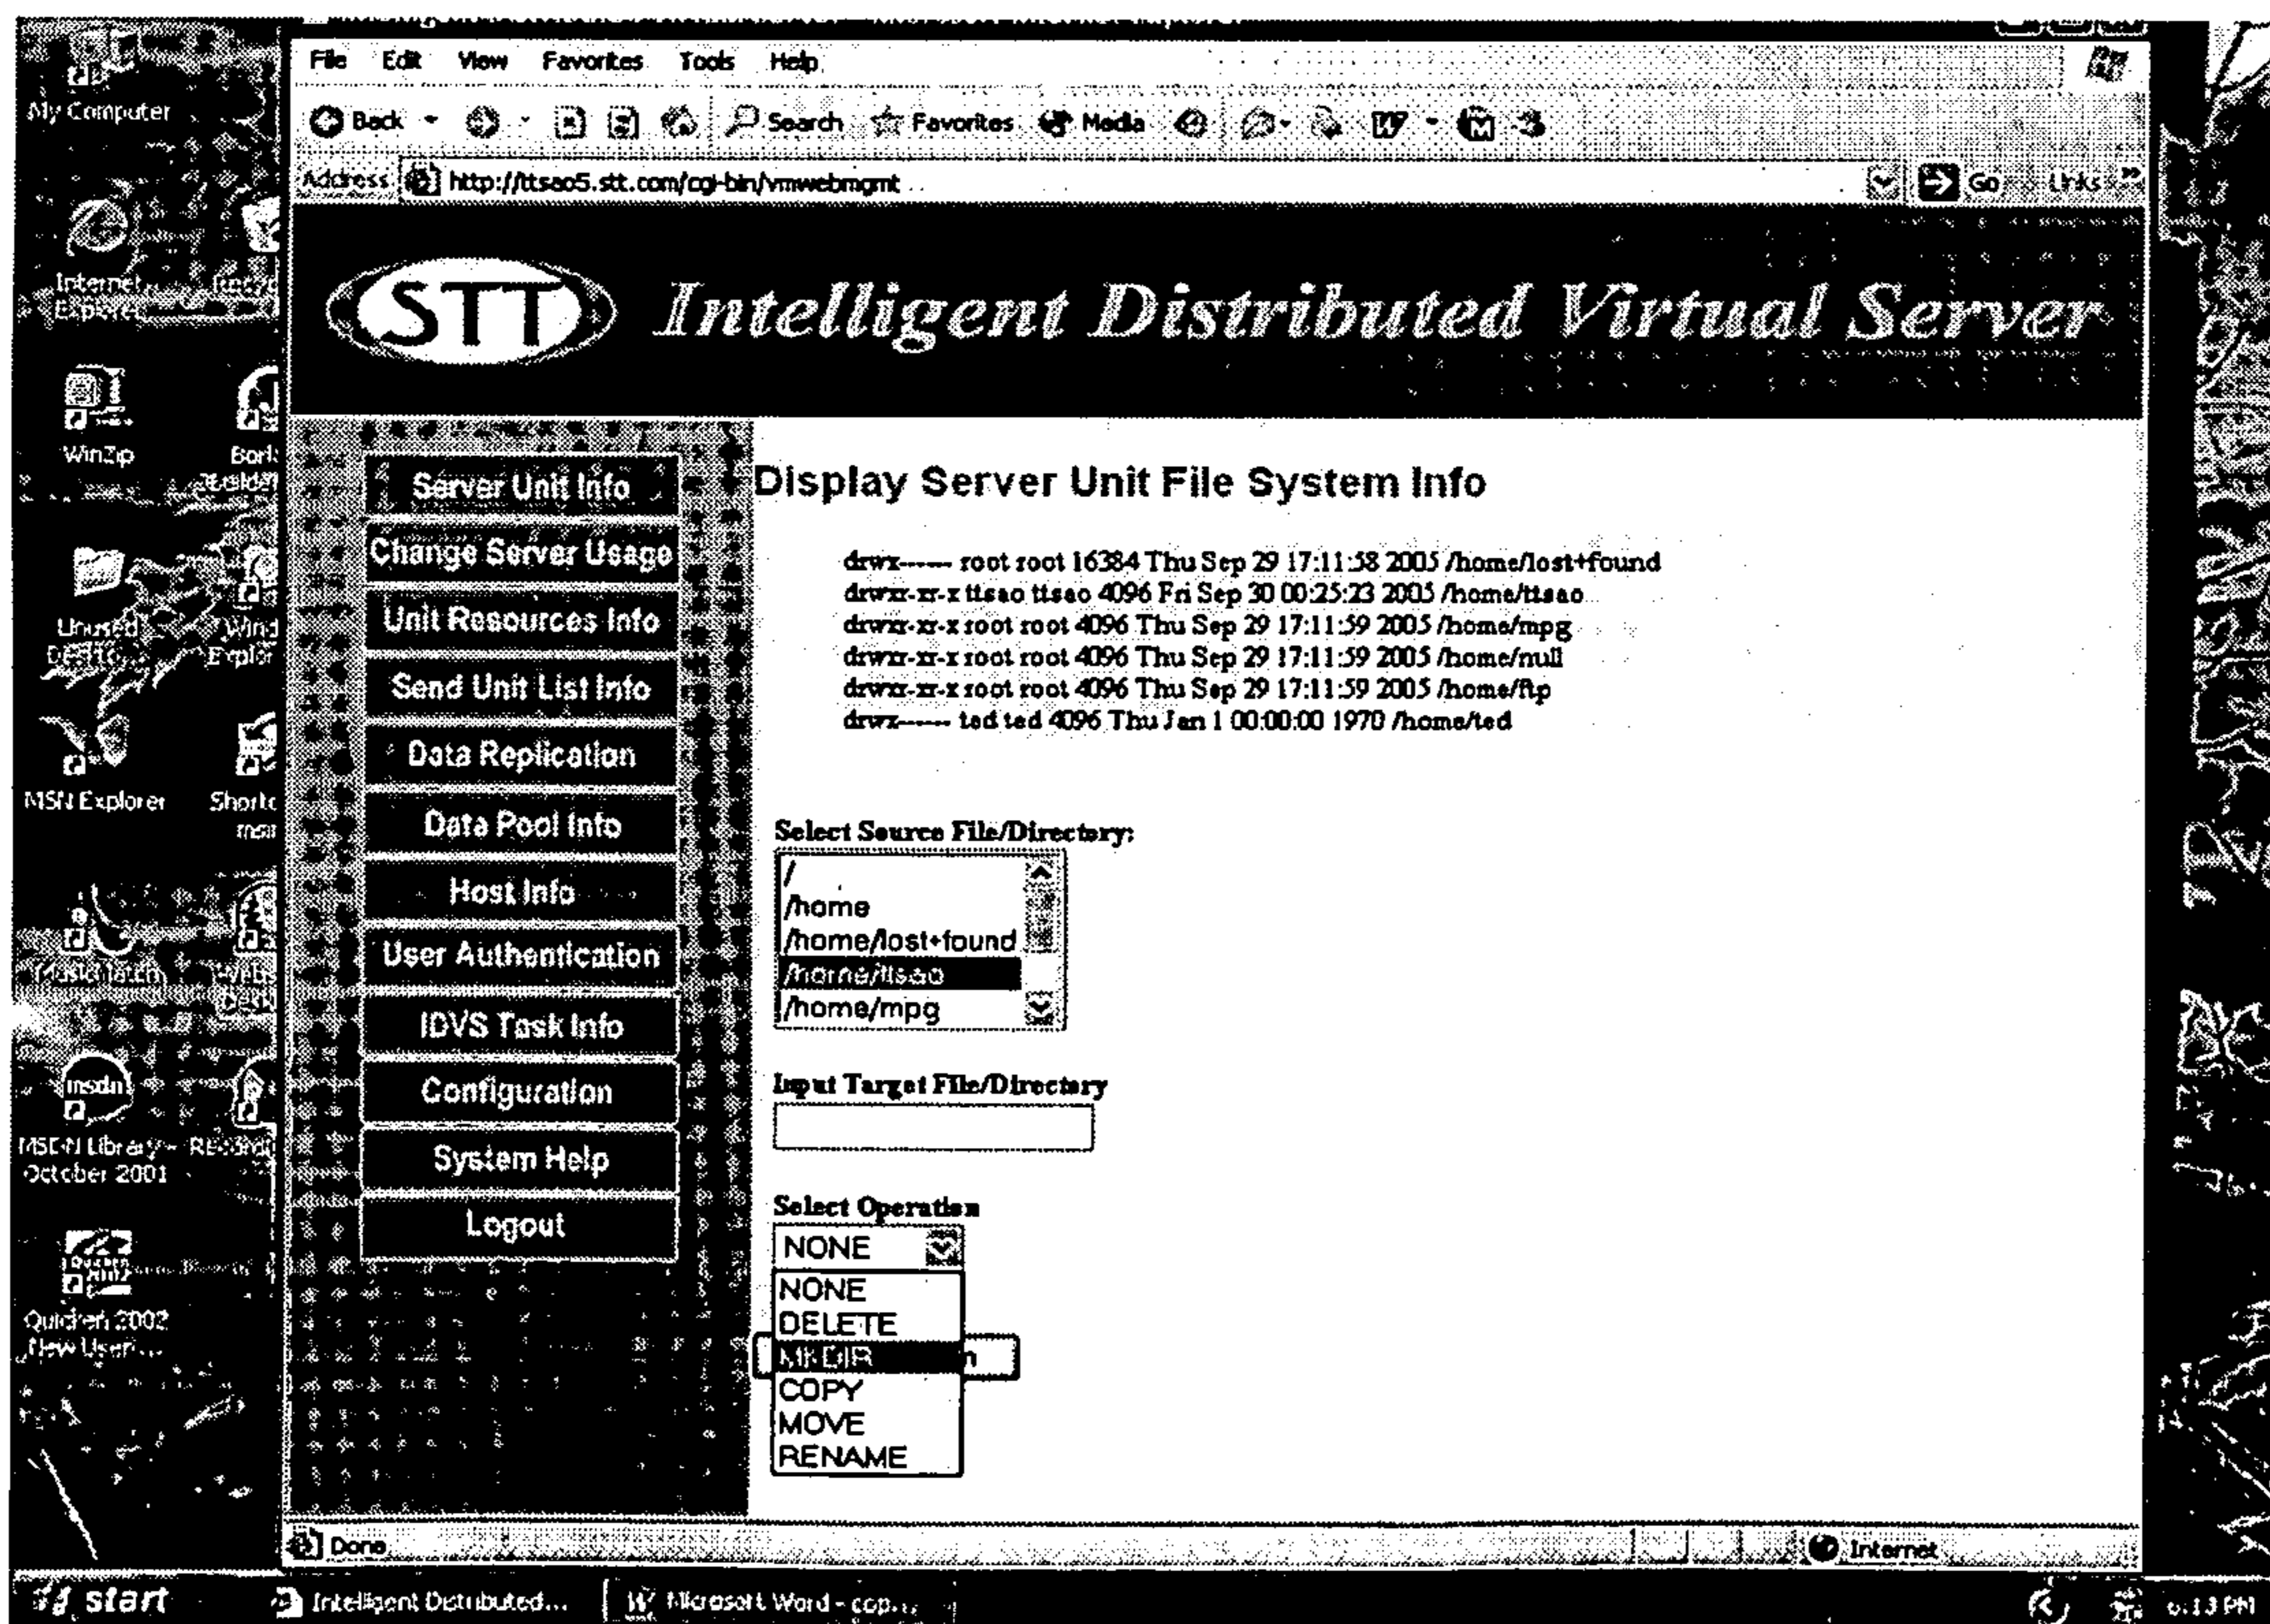 My Computer
Internet
Explorer
WinZip
Unused
MSN Explorer
msdn
MSDN Library -
October 2001
Quicken 2002
New User...
File Edit View Favorites Tools Help
Back Search Favorites Media
Address http://ttsao5.stt.com/cgi-bin/vmwebmgmt Go Links
STT Intelligent Distributed Virtual Server
Server Unit Info
Change Server Usage
Unit Resources Info
Send Unit List Info
Data Replication
Data Pool Info
Host Info
User Authentication
IDVS Task Info
Configuration
System Help
Logout
Display Server Unit File System Info
drwx------ root root 16384 Thu Sep 29 17:11:58 2005 /home/lost+found
drwxr-xr-x ttsao ttsao 4096 Fri Sep 30 00:25:23 2005 /home/ttsao
drwxr-xr-x root root 4096 Thu Sep 29 17:11:59 2005 /home/mpg
drwxr-xr-x root root 4096 Thu Sep 29 17:11:59 2005 /home/null
drwxr-xr-x root root 4096 Thu Sep 29 17:11:59 2005 /home/ftp
drwx------ ted ted 4096 Thu Jan 1 00:00:00 1970 /home/ted
Select Source File/Directory:
/
/home
/home/lost+found
/home/ttsao
/home/mpg
Input Target File/Directory
Select Operation
NONE
NONE
DELETE
MKDIR
COPY
MOVE
RENAME
Done Internet
start Intelligent Distributed... Microsoft Word - cop... 6:13 PM